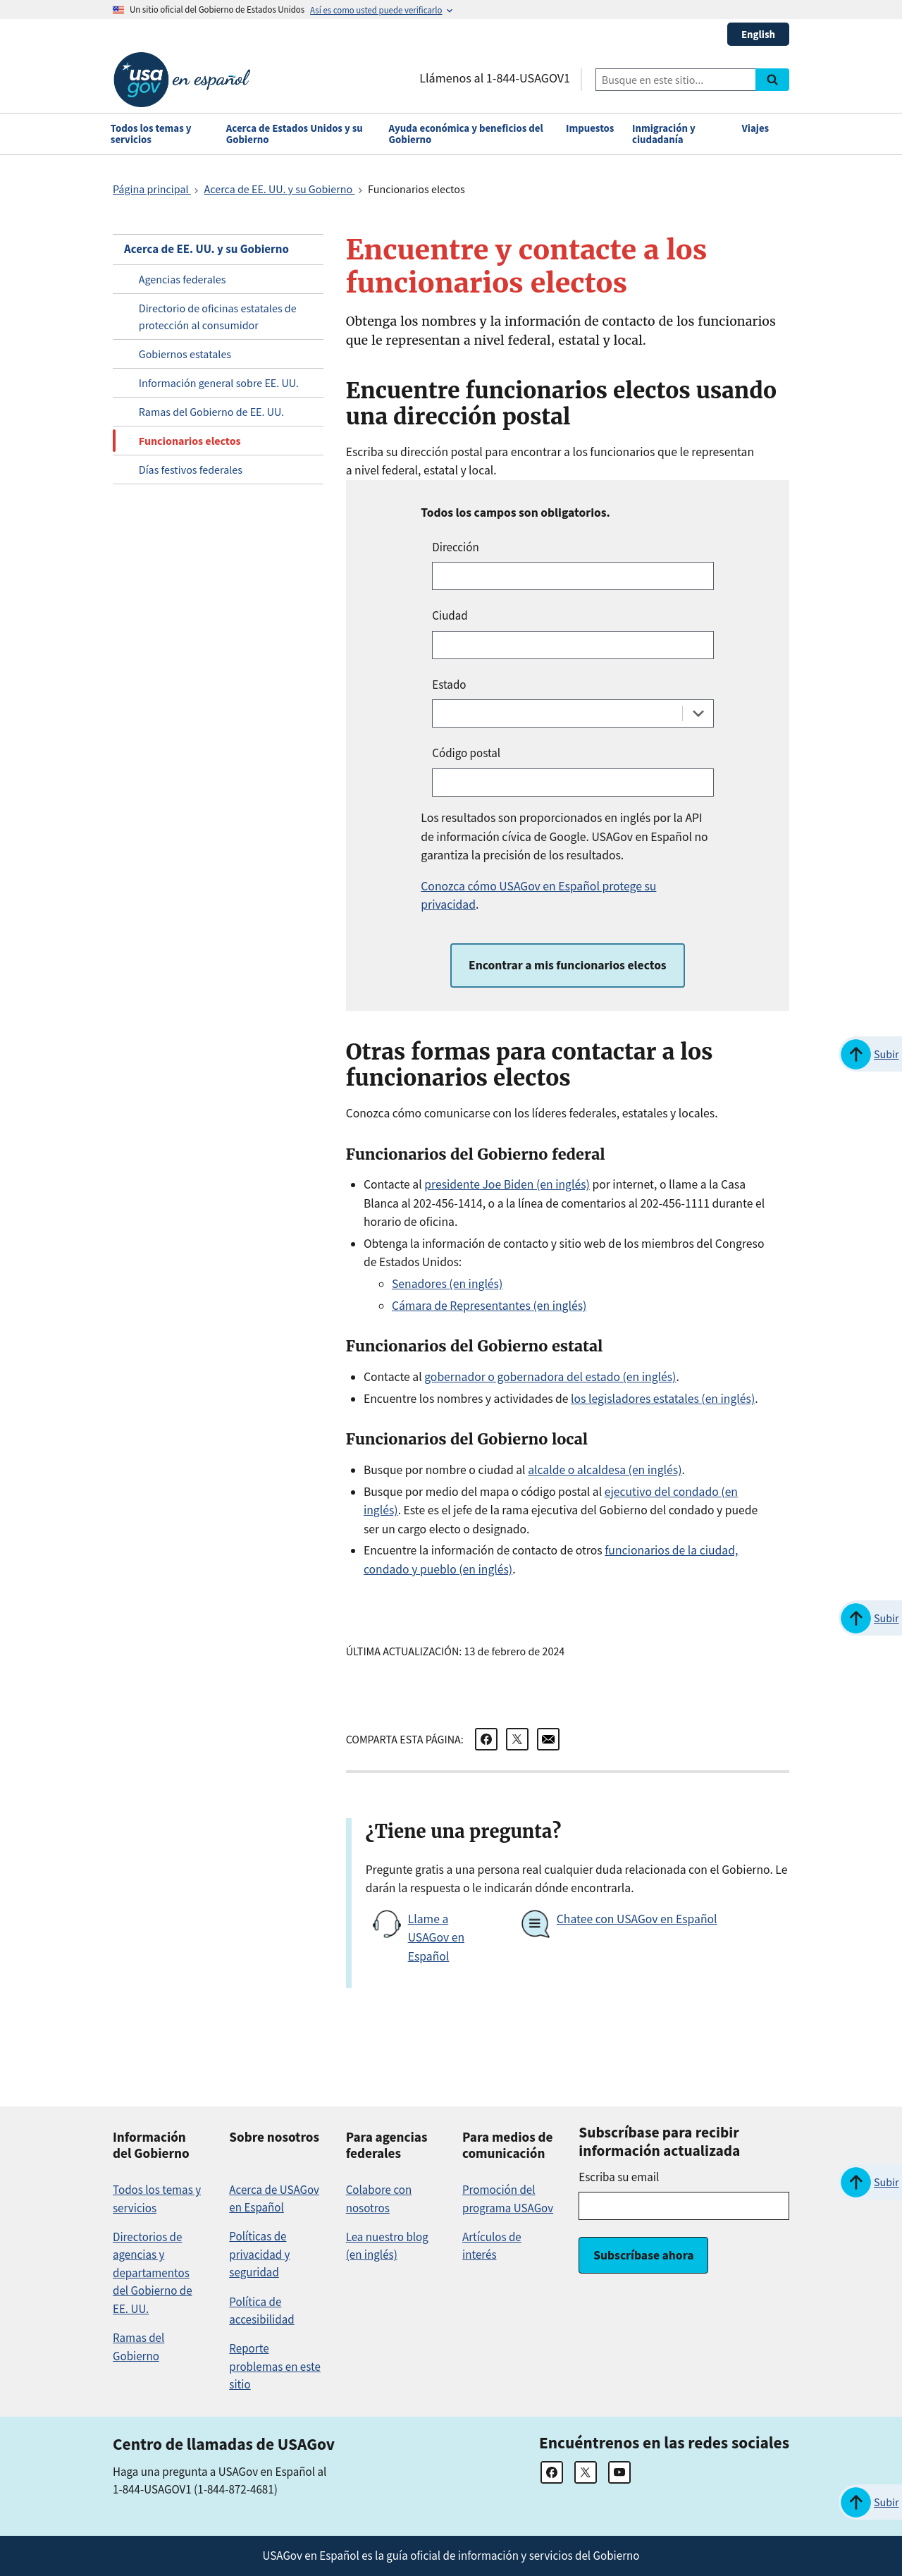 Un sitio oficial del Gobierno de Estados Unidos Así es como usted puede verificarlo
English
usa gov en español
Llámenos al 1-844-USAGOV1
Busque en este sitio...
Todos los temas y servicios
Acerca de Estados Unidos y su Gobierno
Ayuda económica y beneficios del Gobierno
Impuestos
Inmigración y ciudadanía
Viajes
Página principal > Acerca de EE. UU. y su Gobierno > Funcionarios electos
Acerca de EE. UU. y su Gobierno
Agencias federales
Directorio de oficinas estatales de
protección al consumidor
Gobiernos estatales
Información general sobre EE. UU.
Ramas del Gobierno de EE. UU.
Funcionarios electos
Días festivos federales
Encuentre y contacte a los
funcionarios electos
Obtenga los nombres y la información de contacto de los funcionarios
que le representan a nivel federal, estatal y local.
Encuentre funcionarios electos usando
una dirección postal
Escriba su dirección postal para encontrar a los funcionarios que le representan
a nivel federal, estatal y local.
Todos los campos son obligatorios.
Dirección
Ciudad
Estado
Código postal
Los resultados son proporcionados en inglés por la API
de información cívica de Google. USAGov en Español no
garantiza la precisión de los resultados.
Conozca cómo USAGov en Español protege su
privacidad.
Encontrar a mis funcionarios electos
Otras formas para contactar a los
funcionarios electos
Subir
Conozca cómo comunicarse con los líderes federales, estatales y locales.
Funcionarios del Gobierno federal
• Contacte al presidente Joe Biden (en inglés) por internet, o llame a la Casa
Blanca al 202-456-1414, o a la línea de comentarios al 202-456-1111 durante el
horario de oficina.
• Obtenga la información de contacto y sitio web de los miembros del Congreso
de Estados Unidos:
◦ Senadores (en inglés)
◦ Cámara de Representantes (en inglés)
Funcionarios del Gobierno estatal
• Contacte al gobernador o gobernadora del estado (en inglés).
• Encuentre los nombres y actividades de los legisladores estatales (en inglés).
Funcionarios del Gobierno local
• Busque por nombre o ciudad al alcalde o alcaldesa (en inglés).
• Busque por medio del mapa o código postal al ejecutivo del condado (en
inglés). Este es el jefe de la rama ejecutiva del Gobierno del condado y puede
ser un cargo electo o designado.
• Encuentre la información de contacto de otros funcionarios de la ciudad,
condado y pueblo (en inglés).
Subir
ÚLTIMA ACTUALIZACIÓN: 13 de febrero de 2024
COMPARTA ESTA PÁGINA:
¿Tiene una pregunta?
Pregunte gratis a una persona real cualquier duda relacionada con el Gobierno. Le
darán la respuesta o le indicarán dónde encontrarla.
Llame a
USAGov en
Español
Chatee con USAGov en Español
Información
del Gobierno
Todos los temas y
servicios
Directorios de
agencias y
departamentos
del Gobierno de
EE. UU.
Ramas del
Gobierno
Sobre nosotros
Acerca de USAGov
en Español
Políticas de
privacidad y
seguridad
Política de
accesibilidad
Reporte
problemas en este
sitio
Para agencias
federales
Colabore con
nosotros
Lea nuestro blog
(en inglés)
Para medios de
comunicación
Promoción del
programa USAGov
Artículos de
interés
Suscríbase para recibir
información actualizada
Escriba su email
Suscríbase ahora
Subir
Centro de llamadas de USAGov
Haga una pregunta a USAGov en Español al
1-844-USAGOV1 (1-844-872-4681)
Encuéntrenos en las redes sociales
Subir
USAGov en Español es la guía oficial de información y servicios del Gobierno